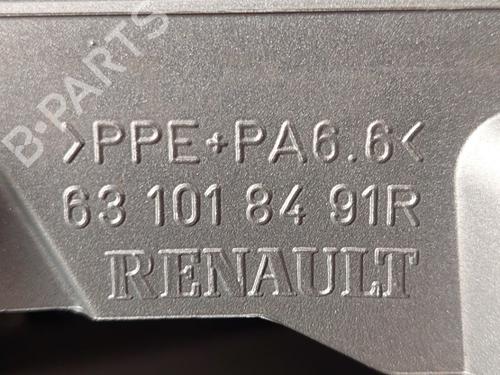 B-PARTS
>PPE+PA6.6<
63 101 84 91R
RENAULT